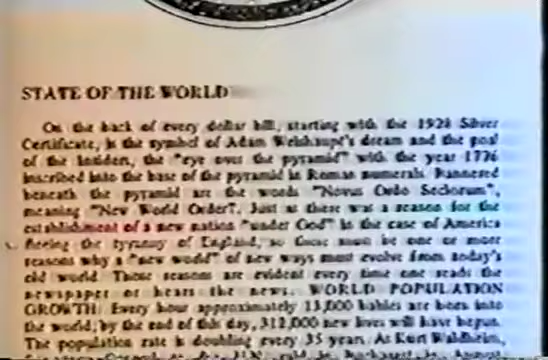 STATE OF THE WORLD
On the back of every dollar bill, starting with the 1928 Silver
Certificate, is the symbol of Adam Weishaupt's dream and the goal
of the Insiders, the "eye over the pyramid" with the year 1776
inscribed into the base of the pyramid in Roman numerals. Bannered
beneath the pyramid are the words "Novus Ordo Seclorum",
meaning "New World Order". Just as there was a reason for the
establishment of a new nation "under God" in the case of America
fleeing the tyranny of England, so there must be one or more
reasons why a "new world" of new ways must evolve from today's
old world. Those reasons are evident every time one reads the
newspaper or hears the news. WORLD POPULATION
GROWTH: Every hour approximately 13,000 babies are born into
the world; by the end of this day, 312,000 new lives will have begun.
The population rate is doubling every 35 years. As Kurt Waldheim,